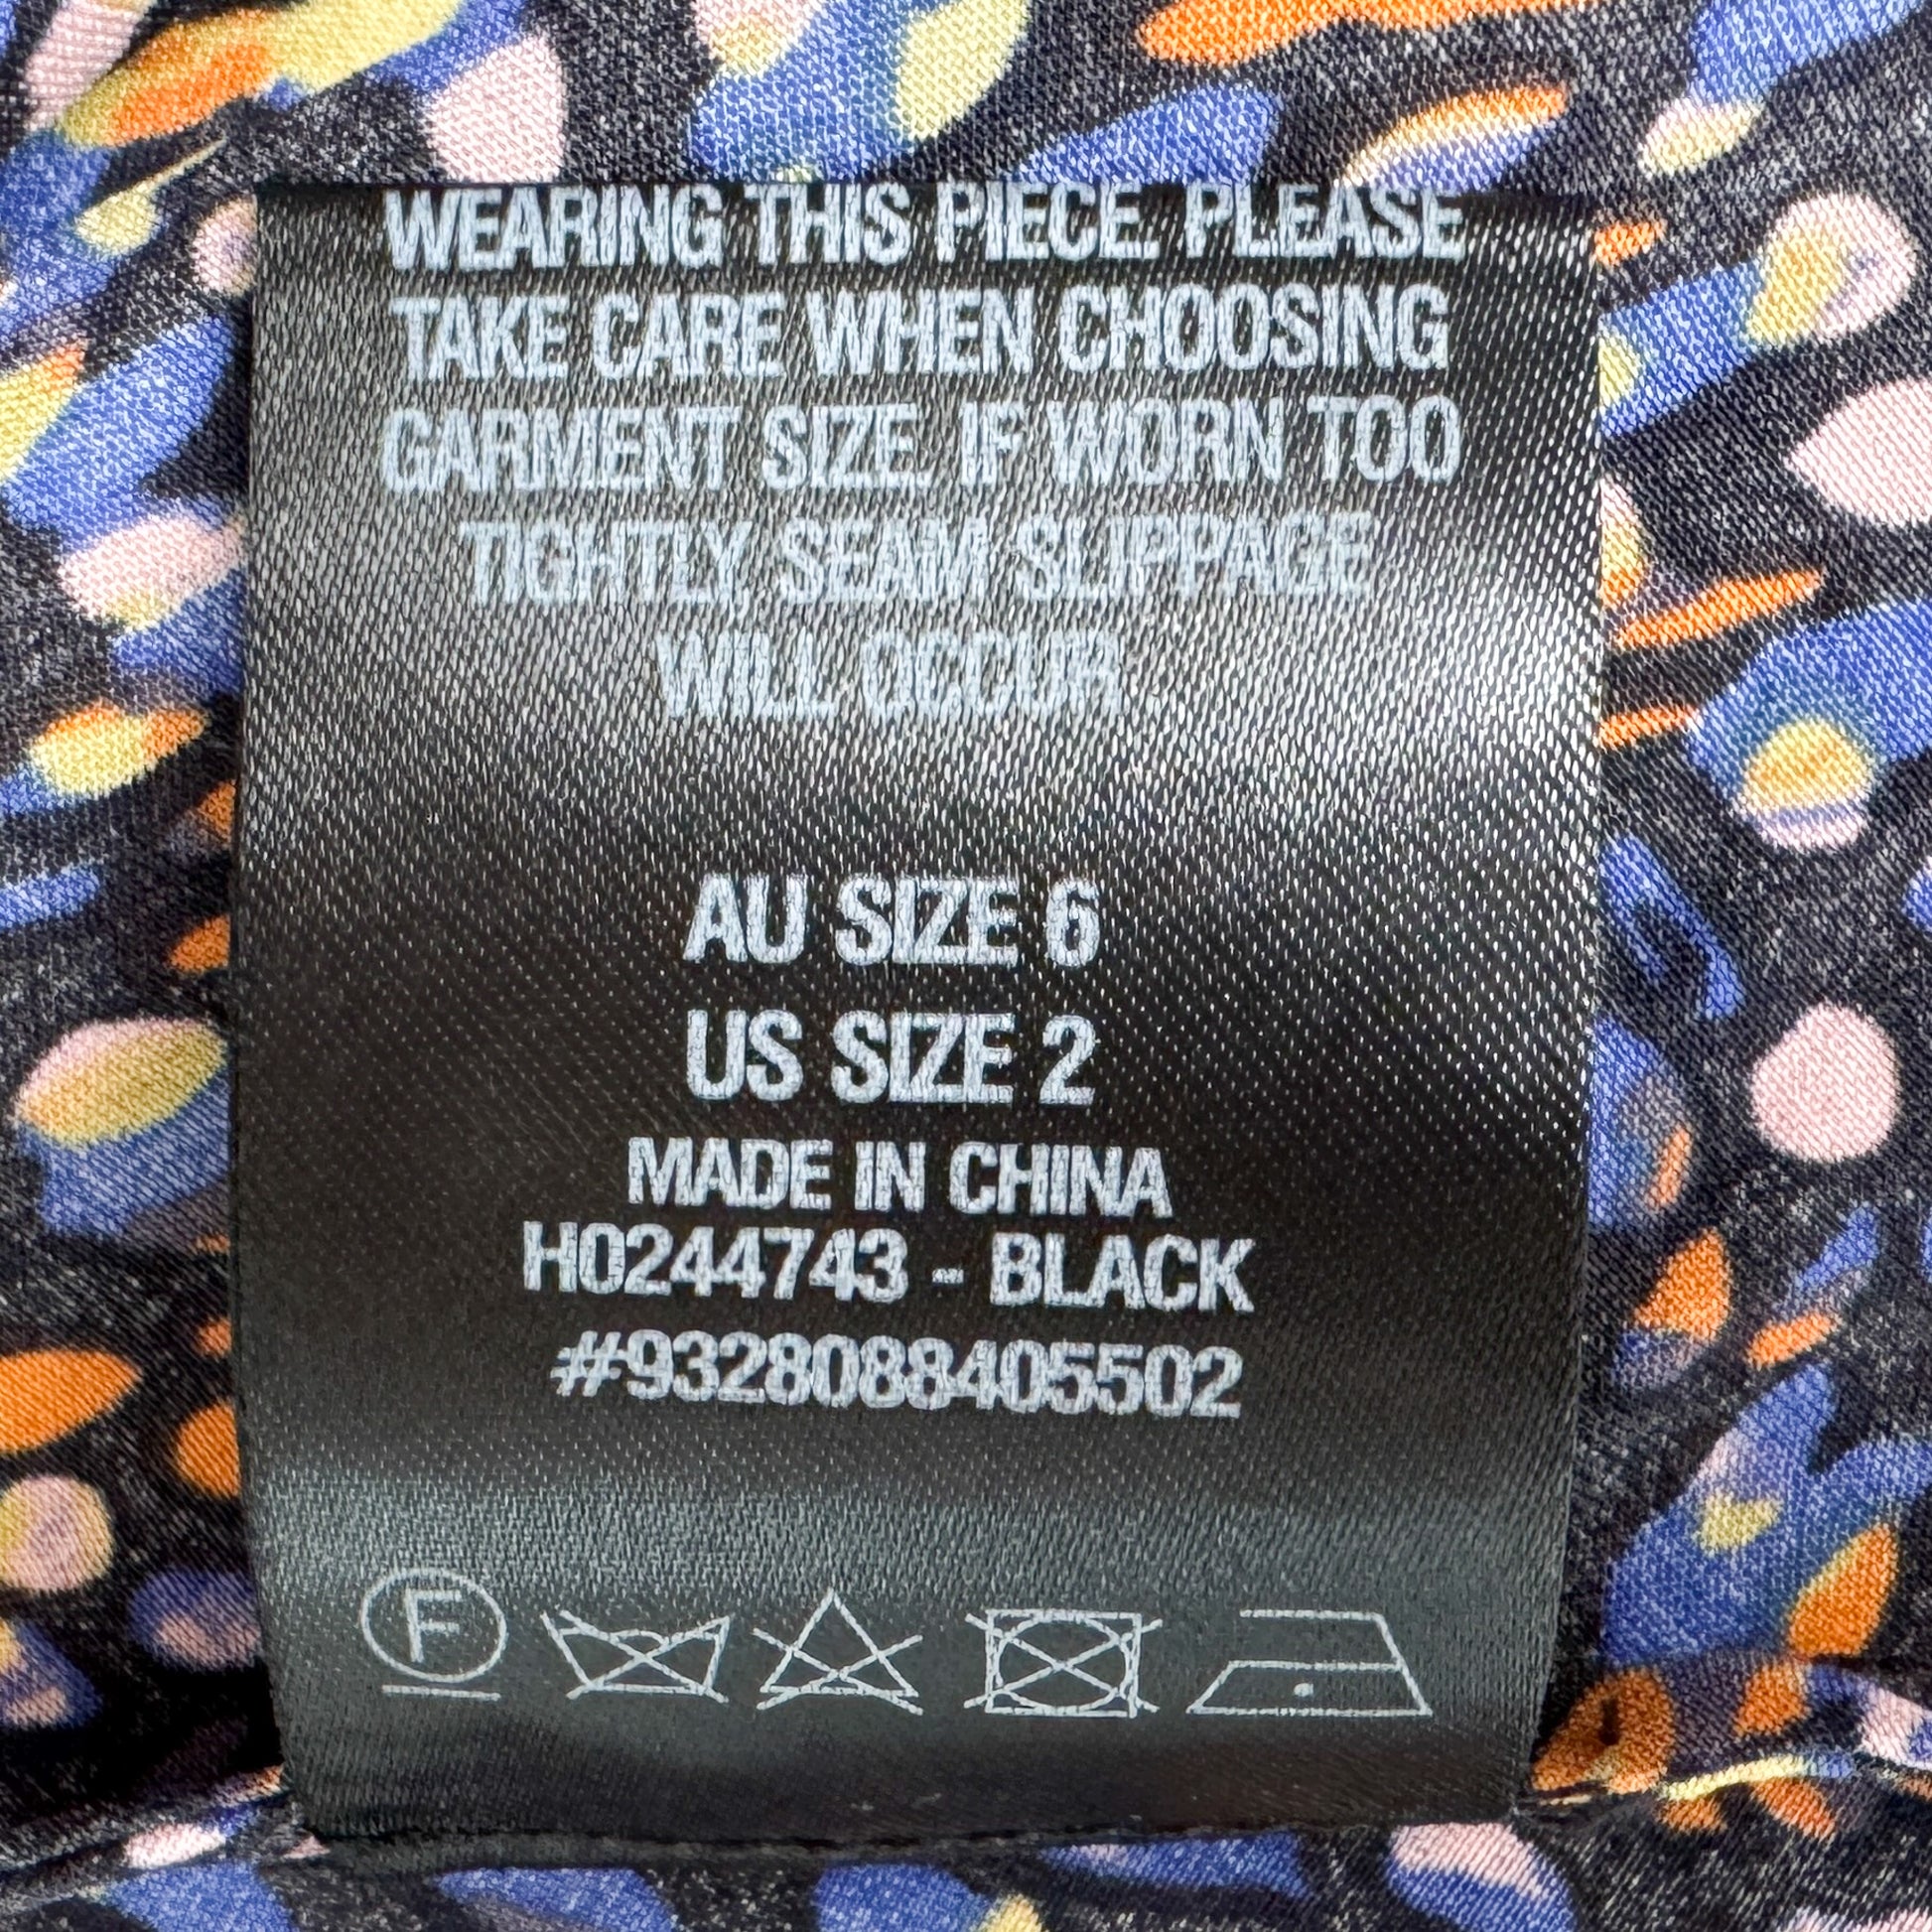 WEARING THIS PIECE. PLEASE
TAKE CARE WHEN CHOOSING
GARMENT SIZE. IF WORN TOO
TIGHTLY, SEAM SLIPPAGE
WILL OCCUR.
AU SIZE 6
US SIZE 2
MADE IN CHINA
H0244743 - BLACK
#9328088405502
F